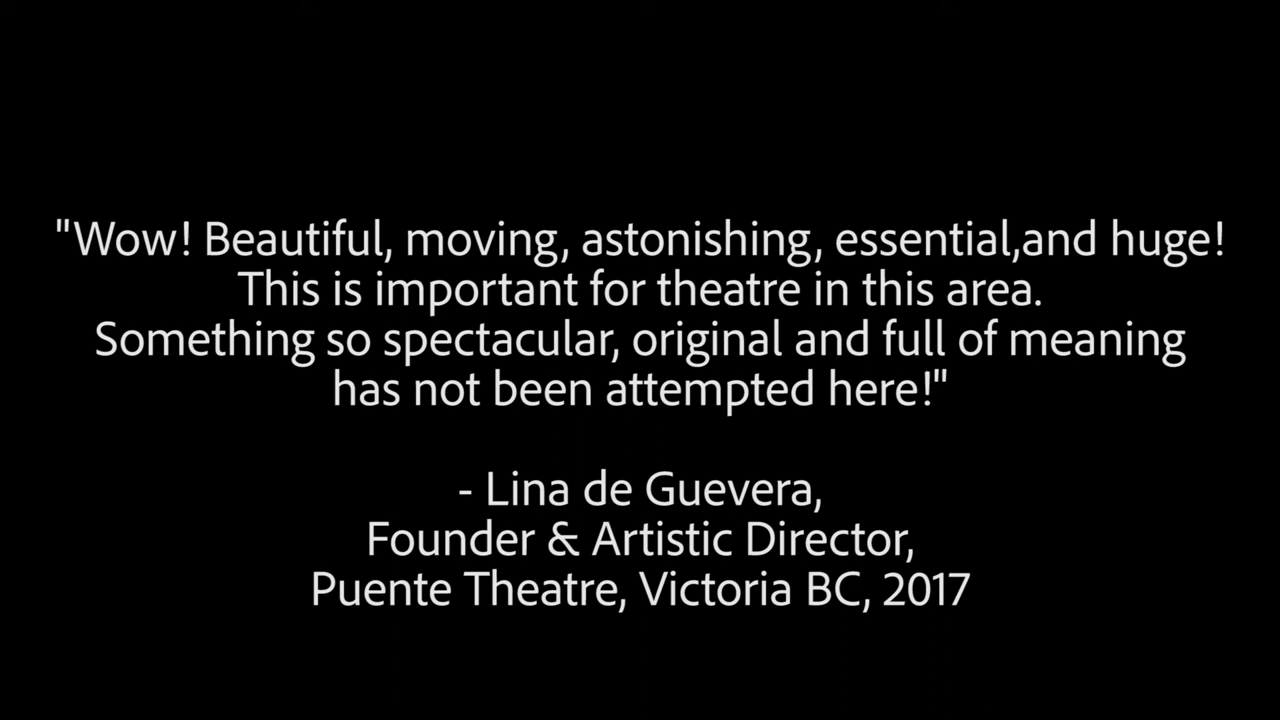 "Wow! Beautiful, moving, astonishing, essential,and huge!
This is important for theatre in this area.
Something so spectacular, original and full of meaning
has not been attempted here!"
- Lina de Guevera,
Founder & Artistic Director,
Puente Theatre, Victoria BC, 2017